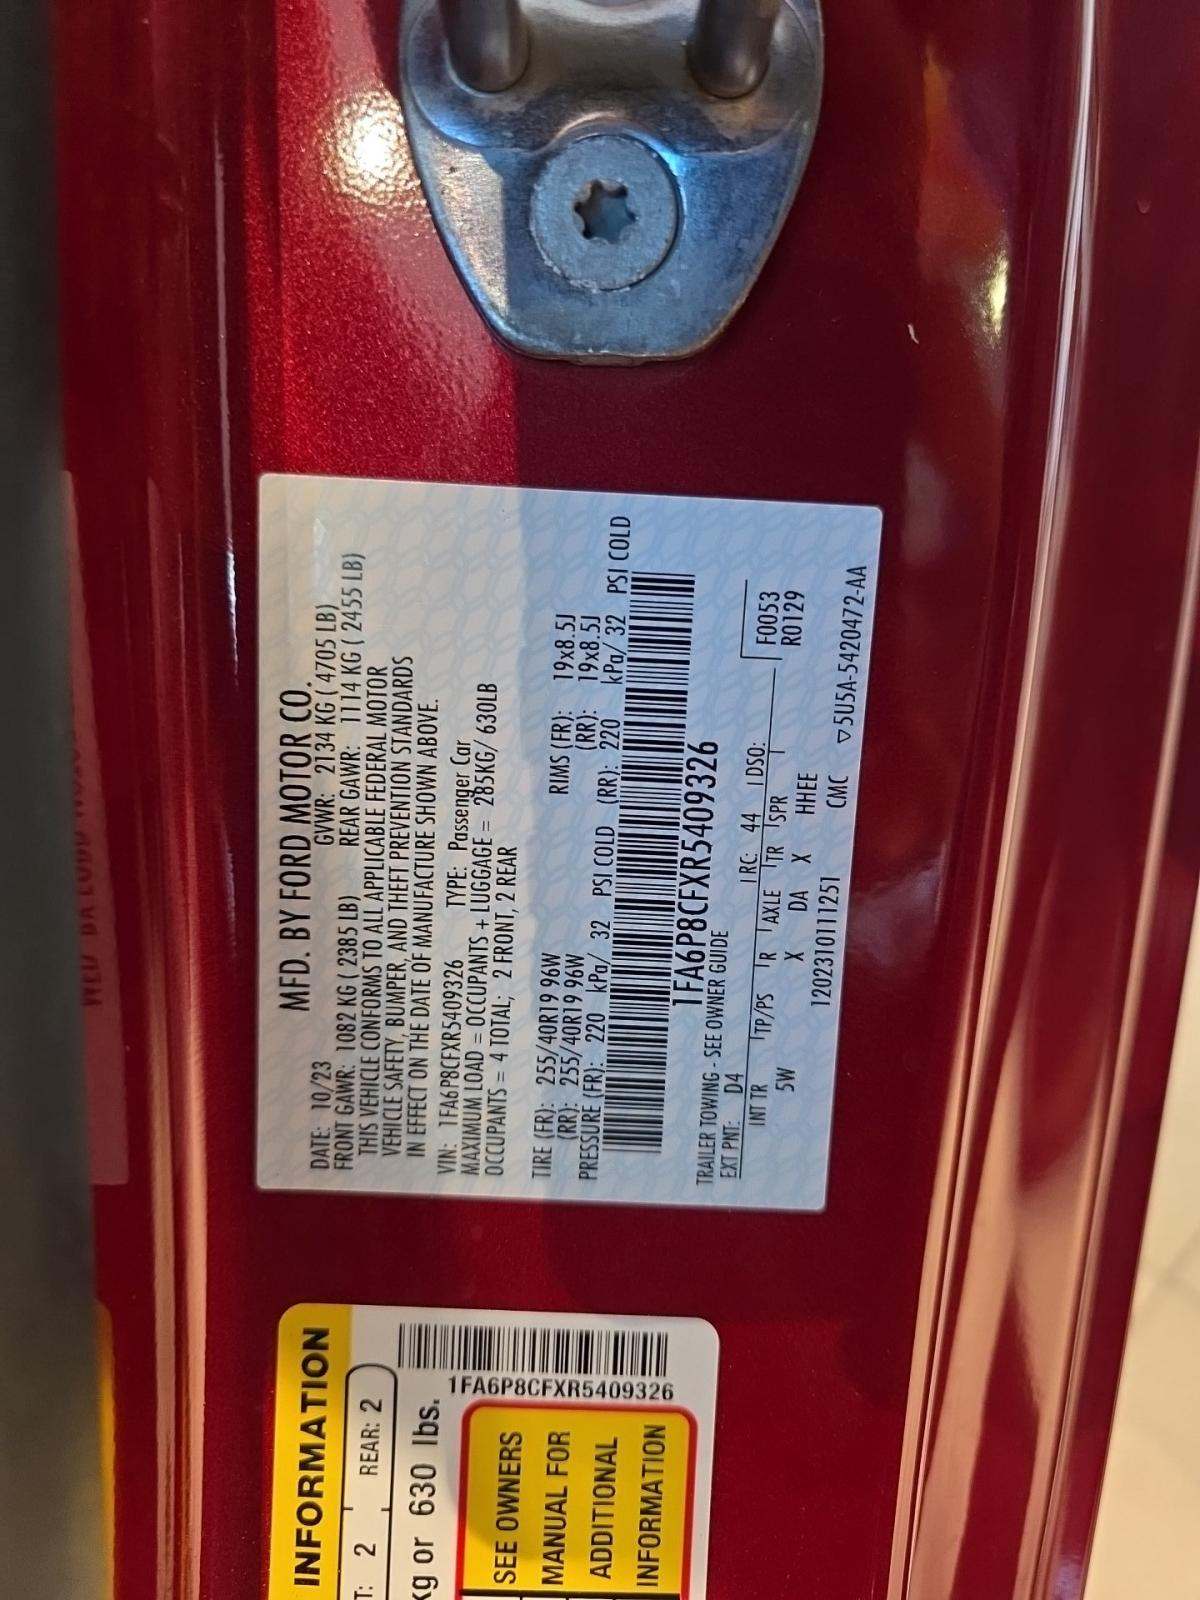 MFD. BY FORD MOTOR CO.
DATE: 10/23 GVWR: 2134 KG ( 4705 LB)
FRONT GAWR: 1082 KG ( 2385 LB) REAR GAWR: 1114 KG ( 2455 LB)
THIS VEHICLE CONFORMS TO ALL APPLICABLE FEDERAL MOTOR
VEHICLE SAFETY, BUMPER, AND THEFT PREVENTION STANDARDS
IN EFFECT ON THE DATE OF MANUFACTURE SHOWN ABOVE.
VIN: 1FA6P8CFXR5409326 TYPE: Passenger Car
MAXIMUM LOAD = OCCUPANTS + LUGGAGE = 285KG/ 630LB
OCCUPANTS = 4 TOTAL; 2 FRONT, 2 REAR
TIRE (FR): 255/40R19 96W RIMS (FR): 19x8.5J
(RR): 255/40R19 96W (RR): 19x8.5J
PRESSURE (FR): 220 kPa/ 32 PSI COLD (RR): 220 kPa/ 32 PSI COLD
1FA6P8CFXR5409326
TRAILER TOWING - SEE OWNER GUIDE
EXT PNT: D4 RC: 44 DSO: F0053
INT TR TP/PS R AXLE TR SPR R0129
5W X DA X HHEE
1202310111251 CMC ▽5U5A-5420472-AA
INFORMATION
T: 2 REAR: 2
kg or 630 lbs.
1FA6P8CFXR5409326
SEE OWNERS
MANUAL FOR
ADDITIONAL
INFORMATION